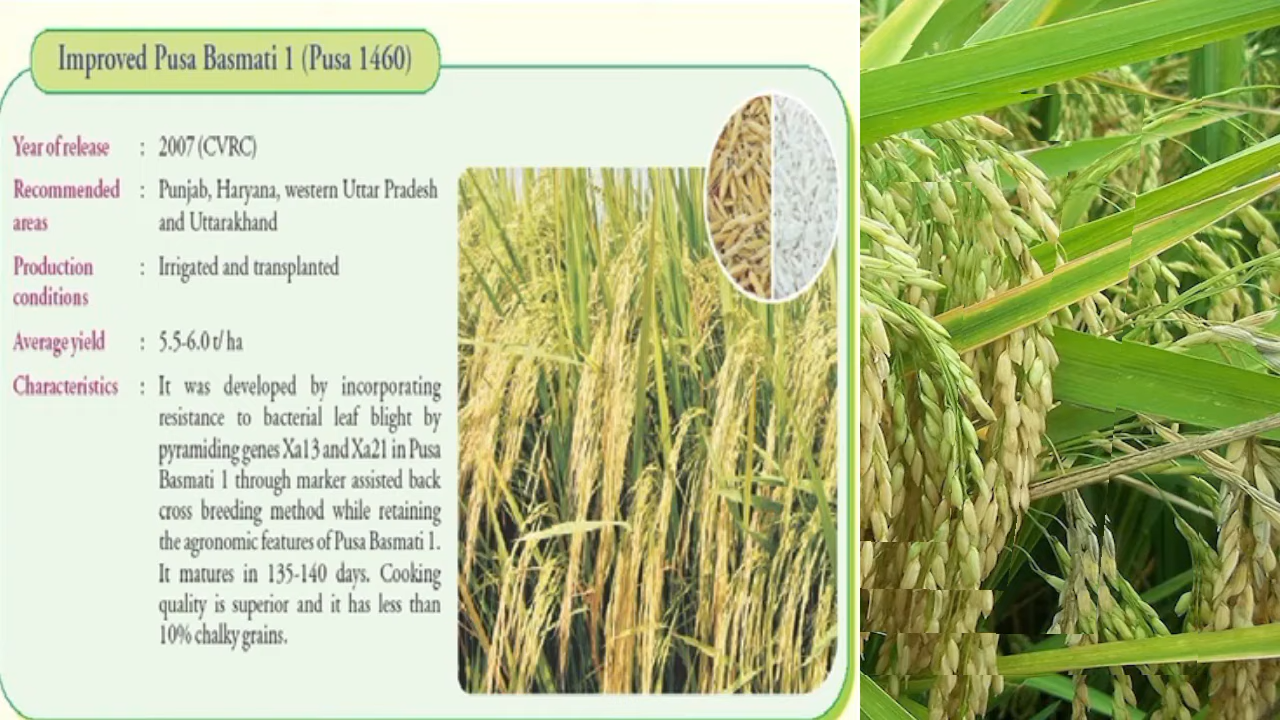 Improved Pusa Basmati 1 (Pusa 1460)
Year of release : 2007 (CVRC)
Recommended areas : Punjab, Haryana, western Uttar Pradesh
and Uttarakhand
Production conditions : Irrigated and transplanted
Average yield : 5.5-6.0 t/ ha
Characteristics : It was developed by incorporating
resistance to bacterial leaf blight by
pyramiding genes Xa13 and Xa21 in Pusa
Basmati 1 through marker assisted back
cross breeding method while retaining
the agronomic features of Pusa Basmati 1.
It matures in 135-140 days. Cooking
quality is superior and it has less than
10% chalky grains.